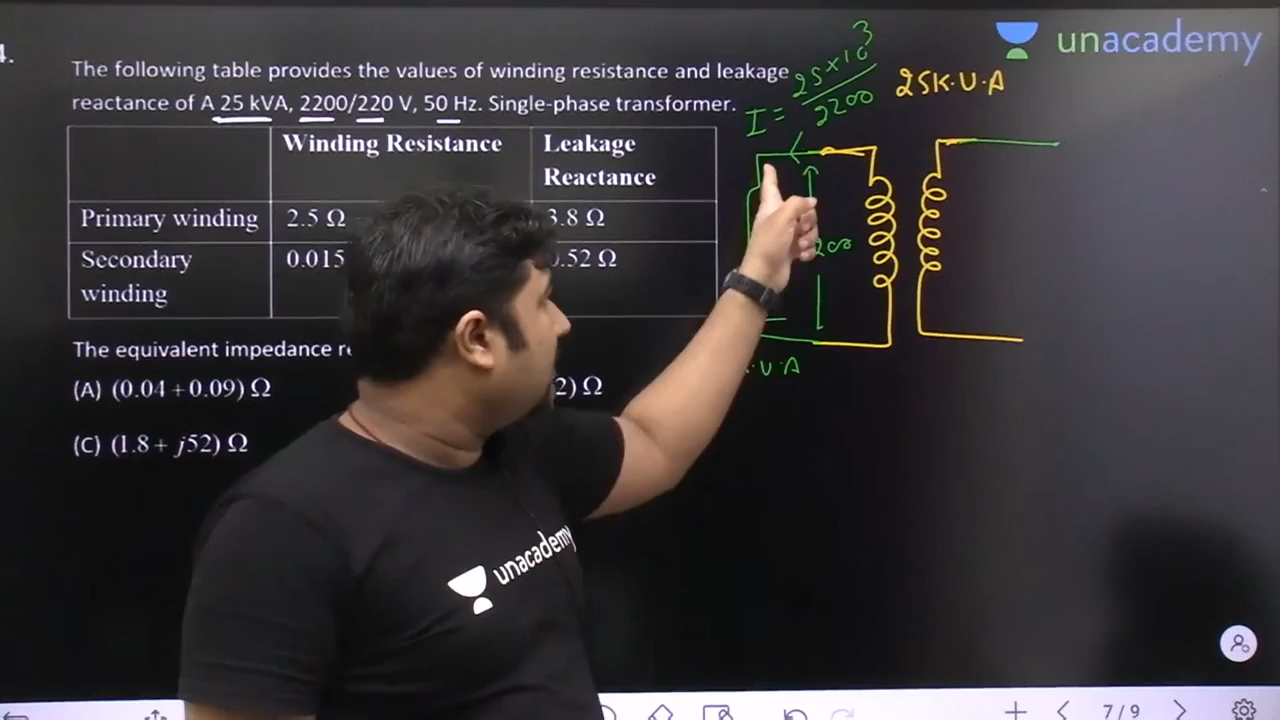 4.
unacademy
The following table provides the values of winding resistance and leakage
reactance of A 25 kVA, 2200/220 V, 50 Hz. Single-phase transformer.
I = 25×10³/2200
25K.V.A
Winding Resistance
Leakage Reactance
Primary winding
2.5 Ω
3.8 Ω
Secondary winding
0.015
.52 Ω
The equivalent impedance
(A) (0.04 + 0.09) Ω
2) Ω
(C) (1.8 + j52) Ω
200
.V.A
unacademy
7/9